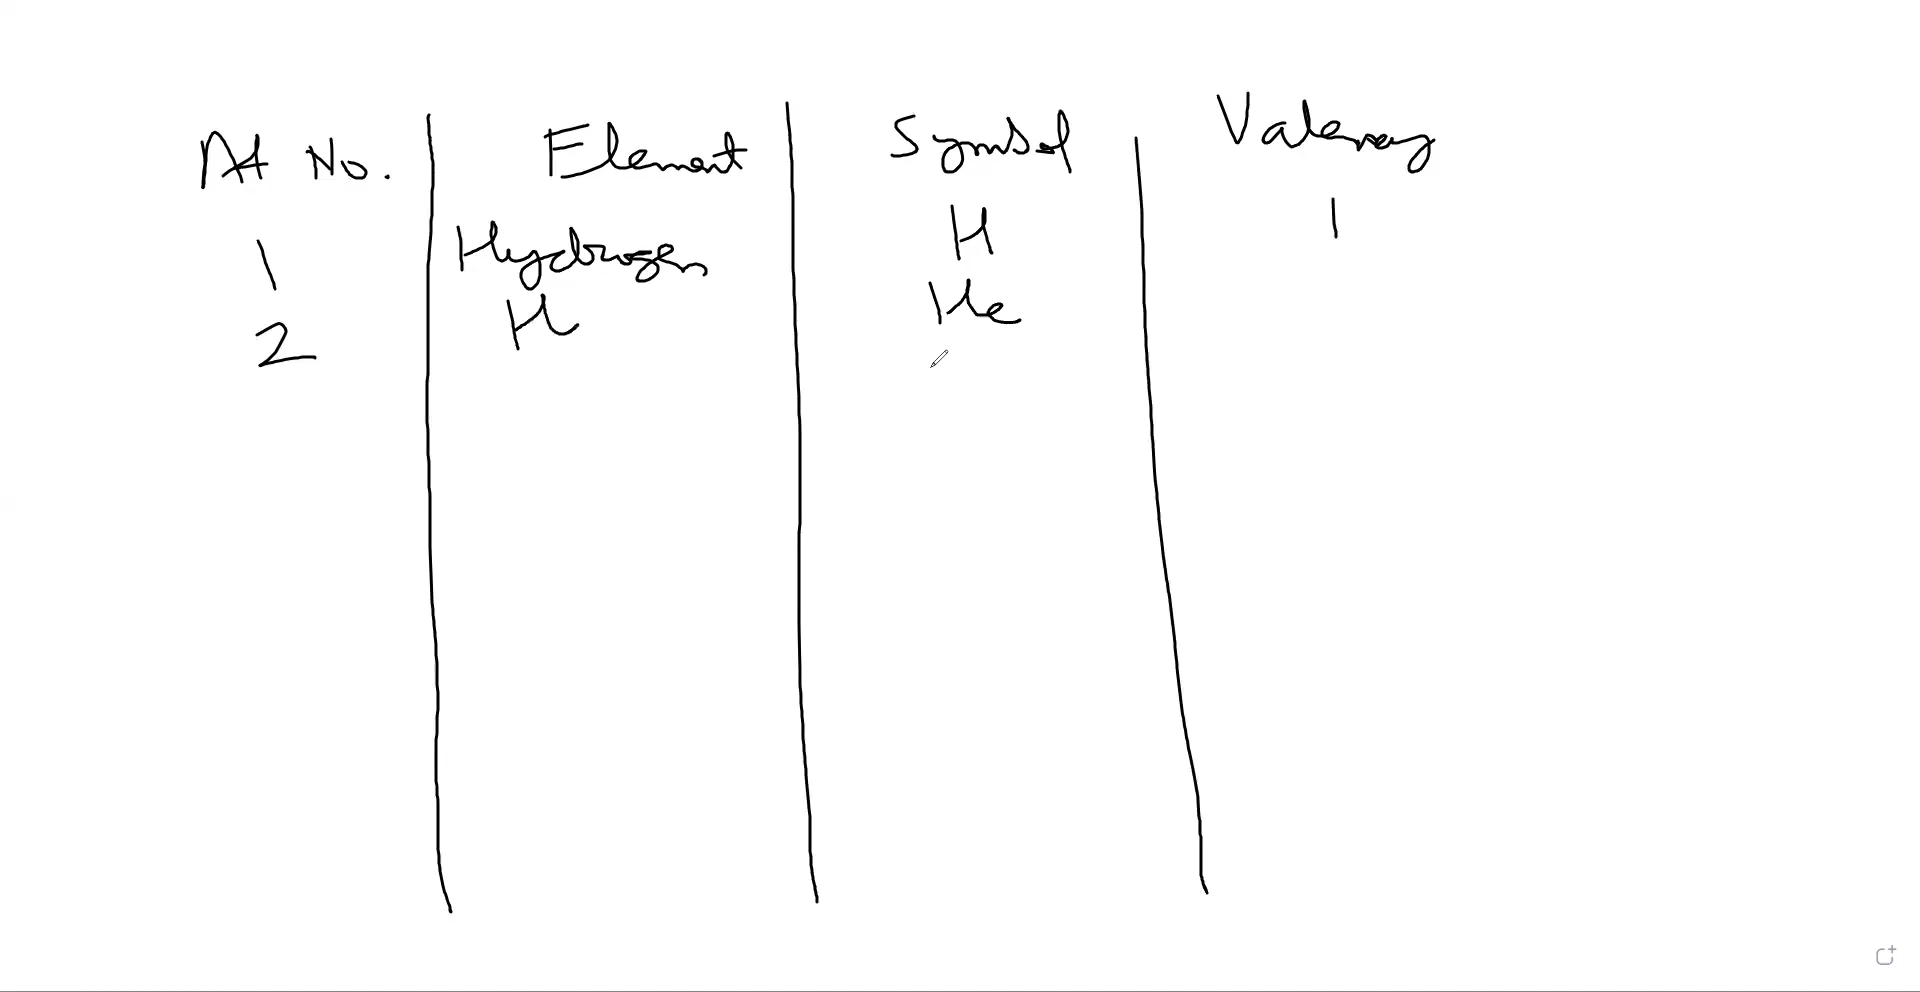 At No. Element Symbol Valency
1 Hydrogen H 1
2 H He